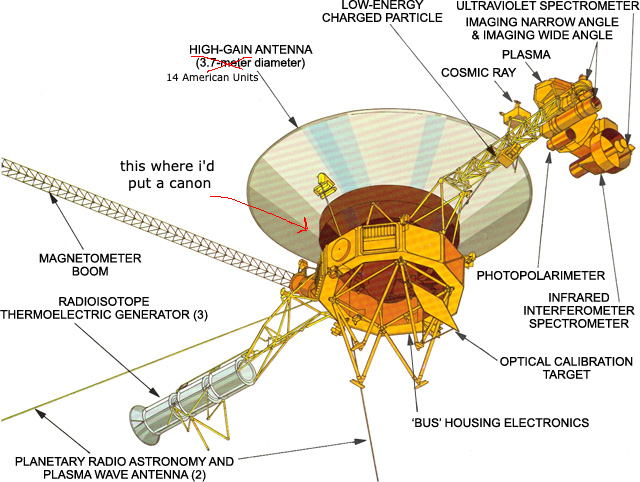 LOW-ENERGY
CHARGED PARTICLE
ULTRAVIOLET SPECTROMETER
IMAGING NARROW ANGLE
& IMAGING WIDE ANGLE
PLASMA
COSMIC RAY
HIGH-GAIN ANTENNA
(3.7-meter diameter)
14 American Units
this where i'd
put a canon
MAGNETOMETER
BOOM
RADIOISOTOPE
THERMOELECTRIC GENERATOR (3)
PHOTOPOLARIMETER
INFRARED
INTERFEROMETER
SPECTROMETER
OPTICAL CALIBRATION
TARGET
‘BUS’ HOUSING ELECTRONICS
PLANETARY RADIO ASTRONOMY AND
PLASMA WAVE ANTENNA (2)